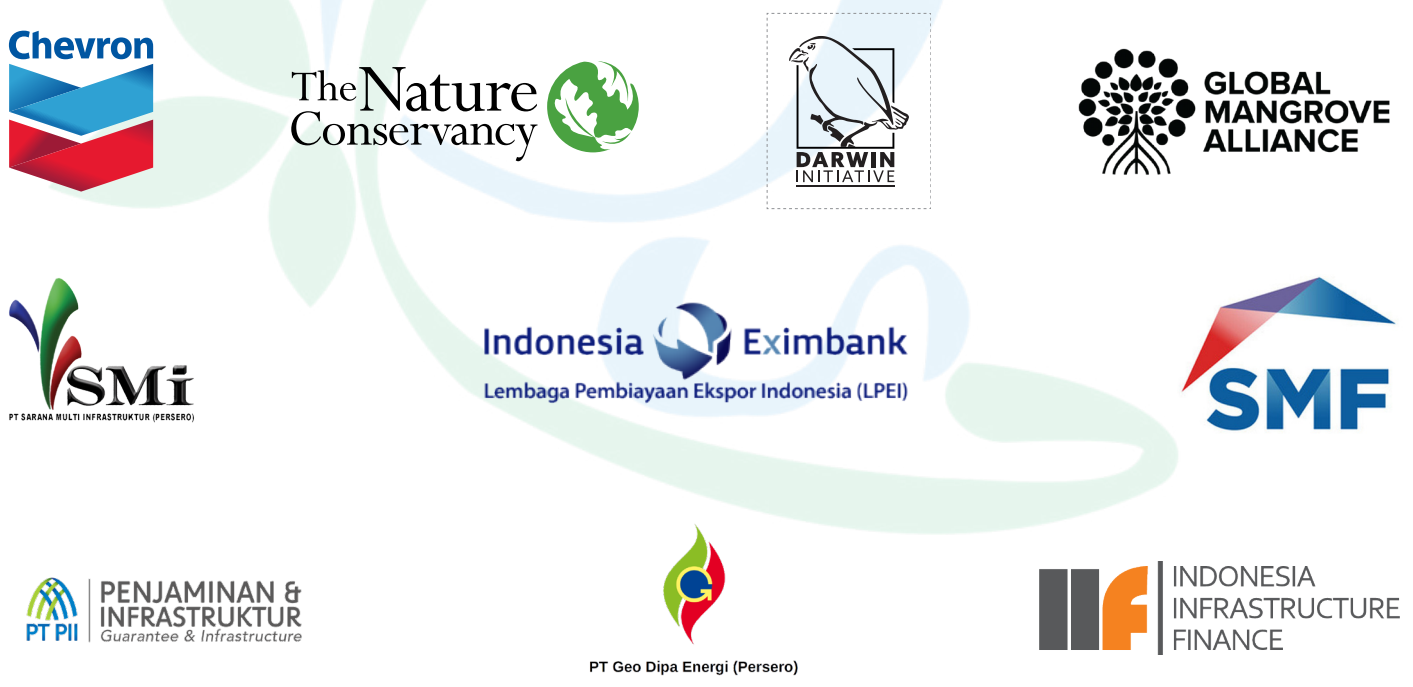 Chevron
The Nature
Conservancy
DARWIN
INITIATIVE
GLOBAL
MANGROVE
ALLIANCE
SMi
PT SARANA MULTI INFRASTRUKTUR (PERSERO)
Indonesia Eximbank
Lembaga Pembiayaan Ekspor Indonesia (LPEI)
SMF
PT PII
PENJAMINAN &
INFRASTRUKTUR
Guarantee & Infrastructure
G
PT Geo Dipa Energi (Persero)
IIf
INDONESIA
INFRASTRUCTURE
FINANCE